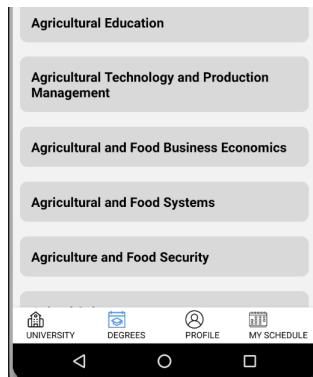 Agricultural Education
Agricultural Technology and Production
Management
Agricultural and Food Business Economics
Agricultural and Food Systems
Agriculture and Food Security
UNIVERSITY DEGREES PROFILE MY SCHEDULE